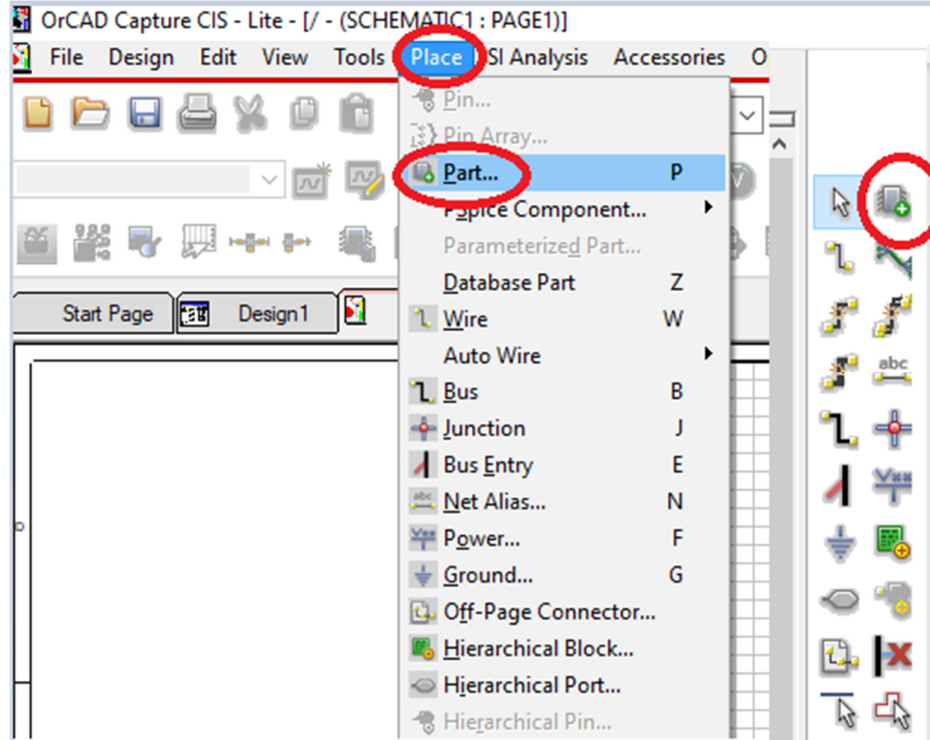 OrCAD Capture CIS - Lite - [/ - (SCHEMATIC1 : PAGE1)]
File Design Edit View Tools Place SI Analysis Accessories O
Pin...
Pin Array...
Part... P
PSpice Component...
Parameterized Part...
Database Part Z
Wire W
Auto Wire
Bus B
Junction J
Bus Entry E
abc Net Alias... N
Power... F
Ground... G
Off-Page Connector...
Hierarchical Block...
Hierarchical Port...
Hierarchical Pin...
Start Page Design1
V
abc